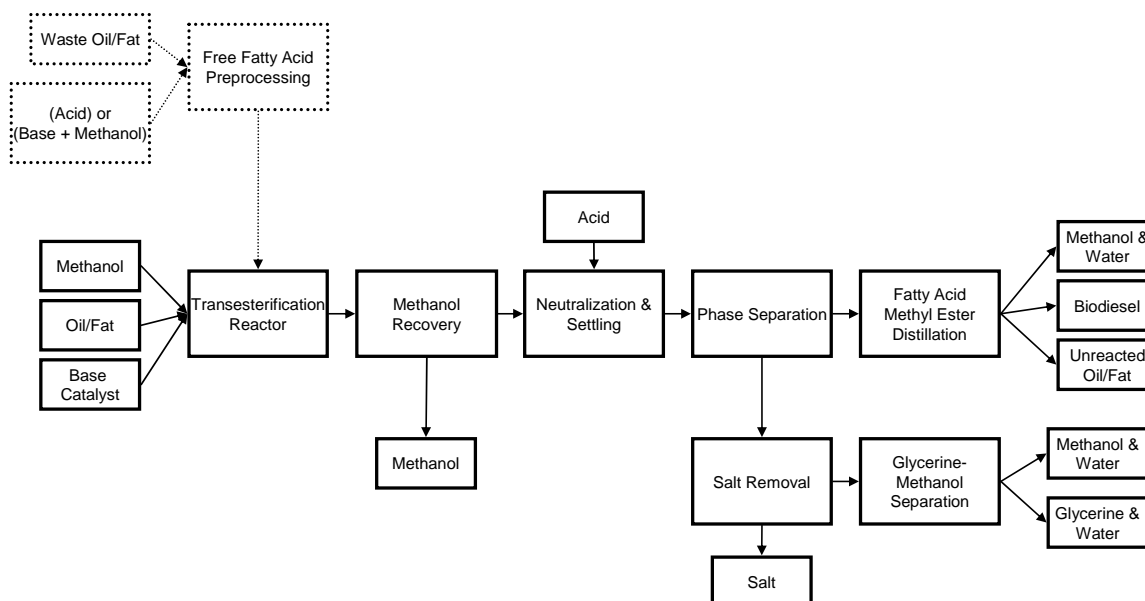 Waste Oil/Fat
Free Fatty Acid
Preprocessing
(Acid) or
(Base + Methanol)
Acid
Methanol
Oil/Fat
Base
Catalyst
Transesterification
Reactor
Methanol
Recovery
Neutralization &
Settling
Phase Separation
Fatty Acid
Methyl Ester
Distillation
Methanol &
Water
Biodiesel
Unreacted
Oil/Fat
Methanol
Salt Removal
Glycerine-
Methanol
Separation
Methanol &
Water
Glycerine &
Water
Salt